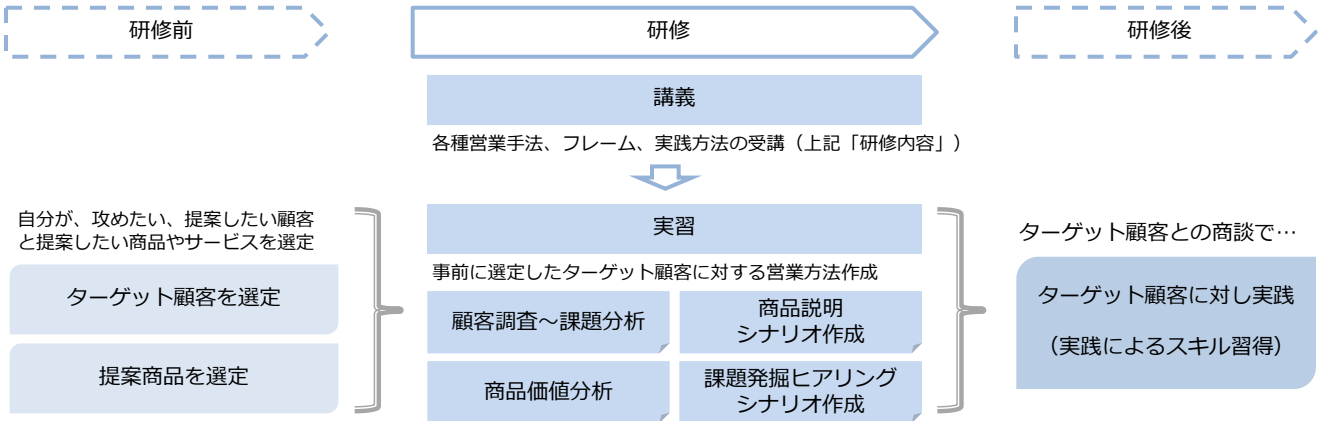 研修前
研修
研修後
講義
各種営業手法、フレーム、実践方法の受講（上記「研修内容」）
自分が、攻めたい、提案したい顧客
と提案したい商品やサービスを選定
ターゲット顧客を選定
提案商品を選定
実習
事前に選定したターゲット顧客に対する営業方法作成
顧客調査～課題分析
商品説明
シナリオ作成
商品価値分析
課題発掘ヒアリング
シナリオ作成
ターゲット顧客との商談で…
ターゲット顧客に対し実践
（実践によるスキル習得）